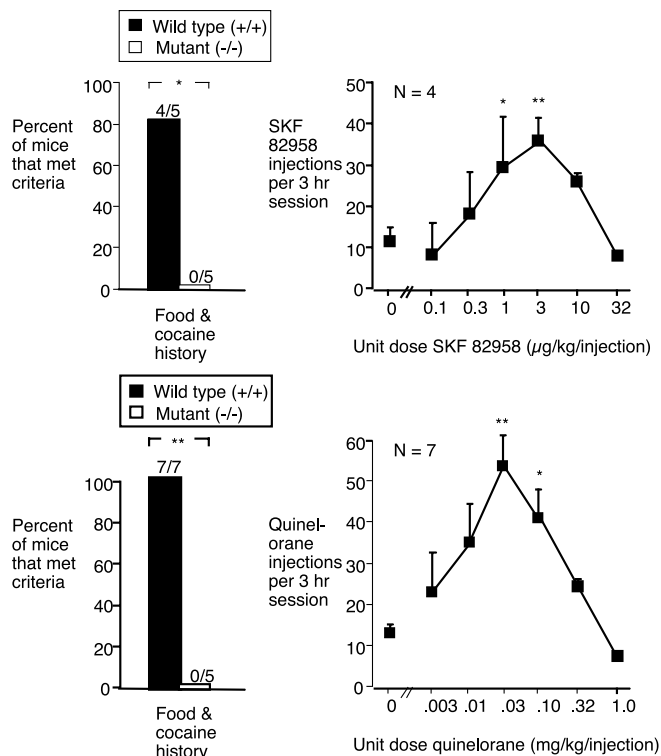 Wild type (+/+)
Mutant (-/-)
*
100
80
60
40
20
0
4/5
0/5
Percent
of mice
that met
criteria
Food &
cocaine
history
SKF
82958
injections
per 3 hr
session
N = 4
* **
50
40
30
20
10
0
0 0.1 0.3 1 3 10 32
Unit dose SKF 82958 (µg/kg/injection)
Wild type (+/+)
Mutant (-/-)
**
7/7
100
80
60
40
20
0
0/5
Percent
of mice
that met
criteria
Food &
cocaine
history
Quinel-
orane
injections
per 3 hr
session
N = 7
** *
60
50
40
30
20
10
0
0 .003 .01 .03 .10 .32 1.0
Unit dose quinelorane (mg/kg/injection)